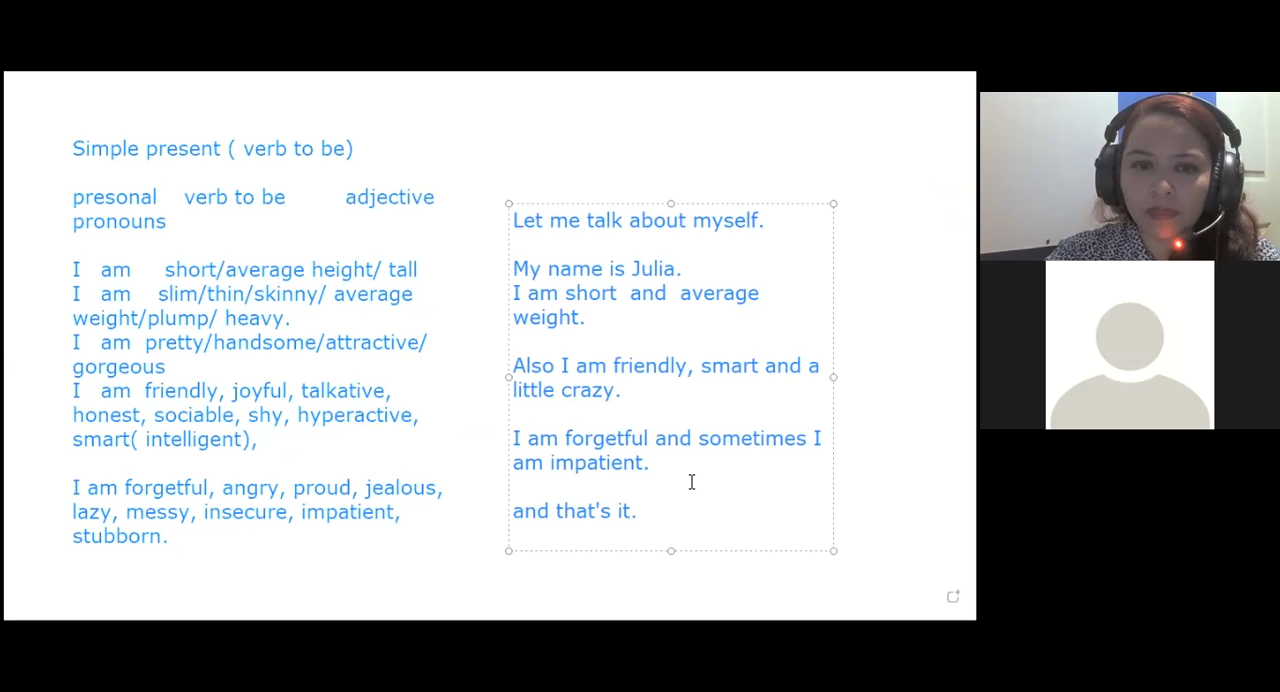 Simple present ( verb to be)
presonal verb to be adjective
pronouns
I am short/average height/ tall
I am slim/thin/skinny/ average
weight/plump/ heavy.
I am pretty/handsome/attractive/
gorgeous
I am friendly, joyful, talkative,
honest, sociable, shy, hyperactive,
smart( intelligent),
I am forgetful, angry, proud, jealous,
lazy, messy, insecure, impatient,
stubborn.
Let me talk about myself.
My name is Julia.
I am short and average
weight.
Also I am friendly, smart and a
little crazy.
I am forgetful and sometimes I
am impatient.
and that's it.